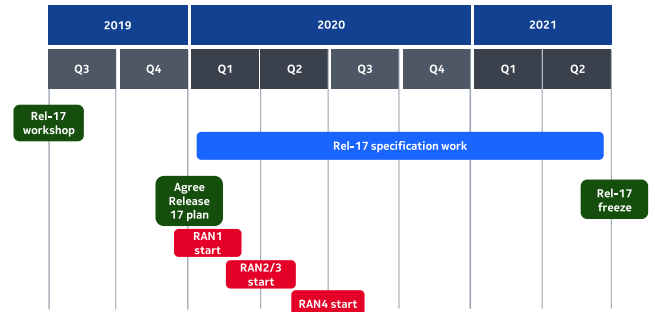 2019 2020 2021
Q3 Q4 Q1 Q2 Q3 Q4 Q1 Q2
Rel-17
workshop
Rel-17 specification work
Agree
Release
17 plan
Rel-17
freeze
RAN1
start
RAN2/3
start
RAN4 start